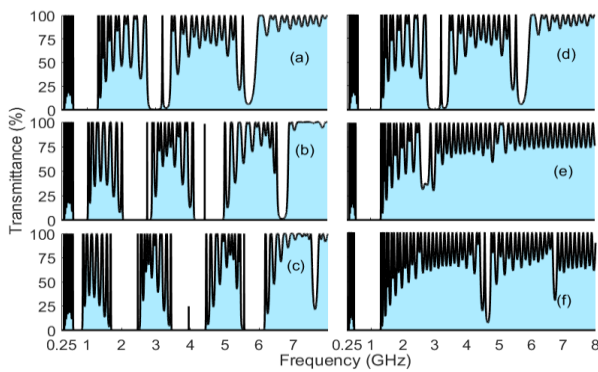 Transmittance (%)
100
75
50
25
0
(a)
(d)
100
75
50
25
0
(b)
(e)
100
75
50
25
0
(c)
(f)
0.25 1 2 3 4 5 6 7
0.25 1 2 3 4 5 6 7 8
Frequency (GHz)